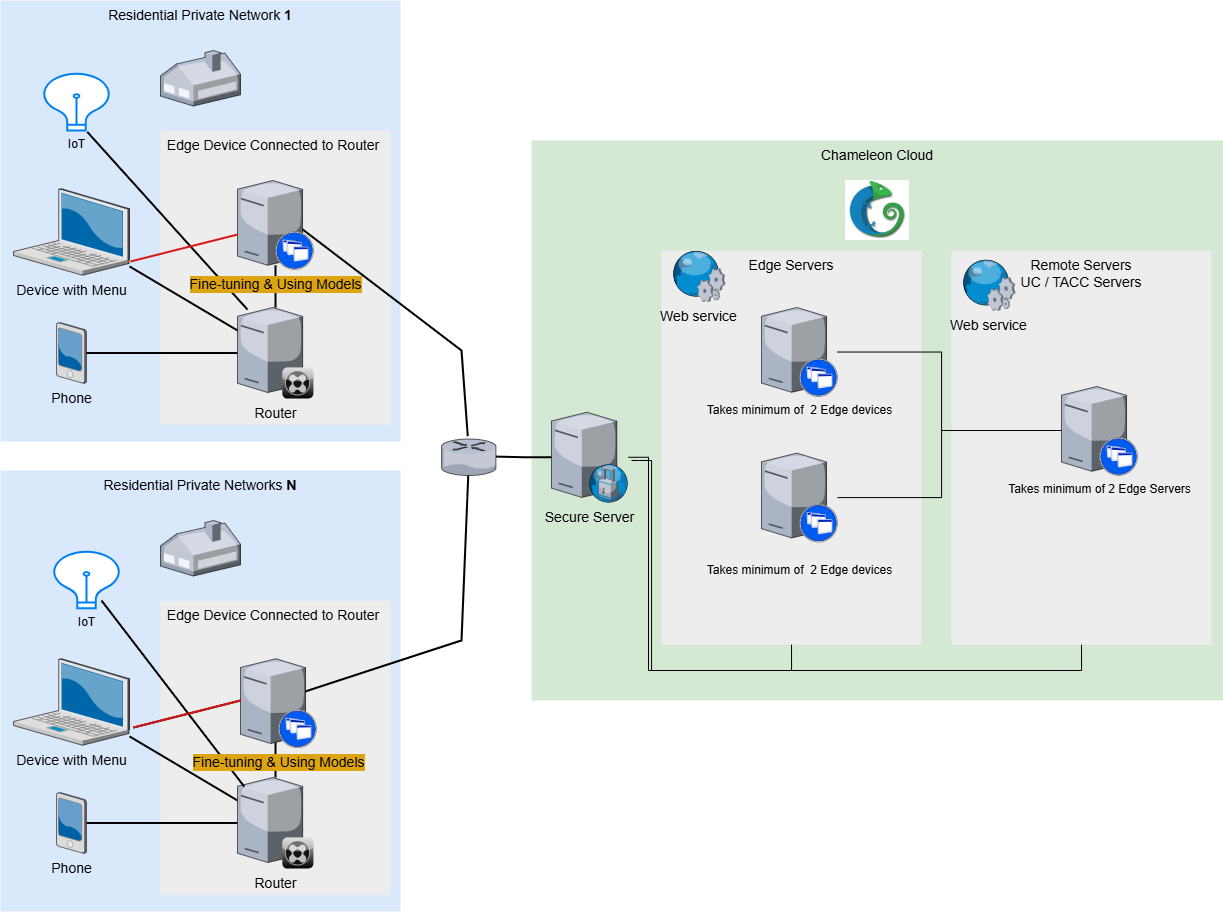 Residential Private Network 1
IoT
Edge Device Connected to Router
Device with Menu
Fine-tuning & Using Models
Phone
Router
Residential Private Networks N
IoT
Edge Device Connected to Router
Device with Menu
Fine-tuning & Using Models
Phone
Router
Chameleon Cloud
Secure Server
Edge Servers
Web service
Takes minimum of 2 Edge devices
Takes minimum of 2 Edge devices
Remote Servers
UC / TACC Servers
Web service
Takes minimum of 2 Edge Servers